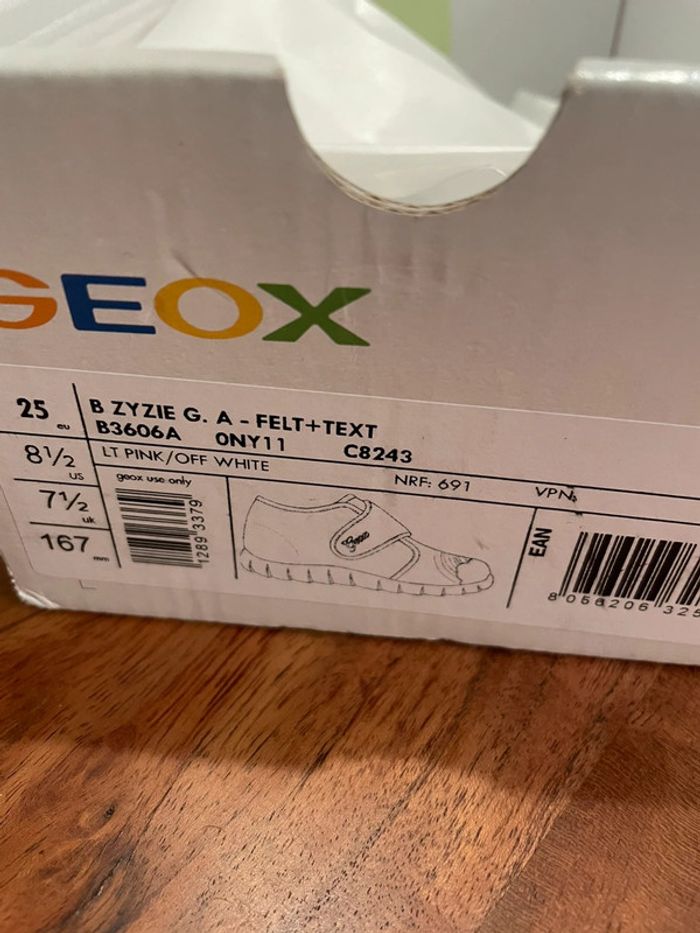 GEOX
25 eu
8½ US
7½ uk
167 mm
B ZYZIE G. A - FELT+TEXT
B3606A 0NY11 C8243
LT PINK/OFF WHITE NRF: 691 VPN:
geox use only
1289 3379
Geox
EAN
8 056206 325